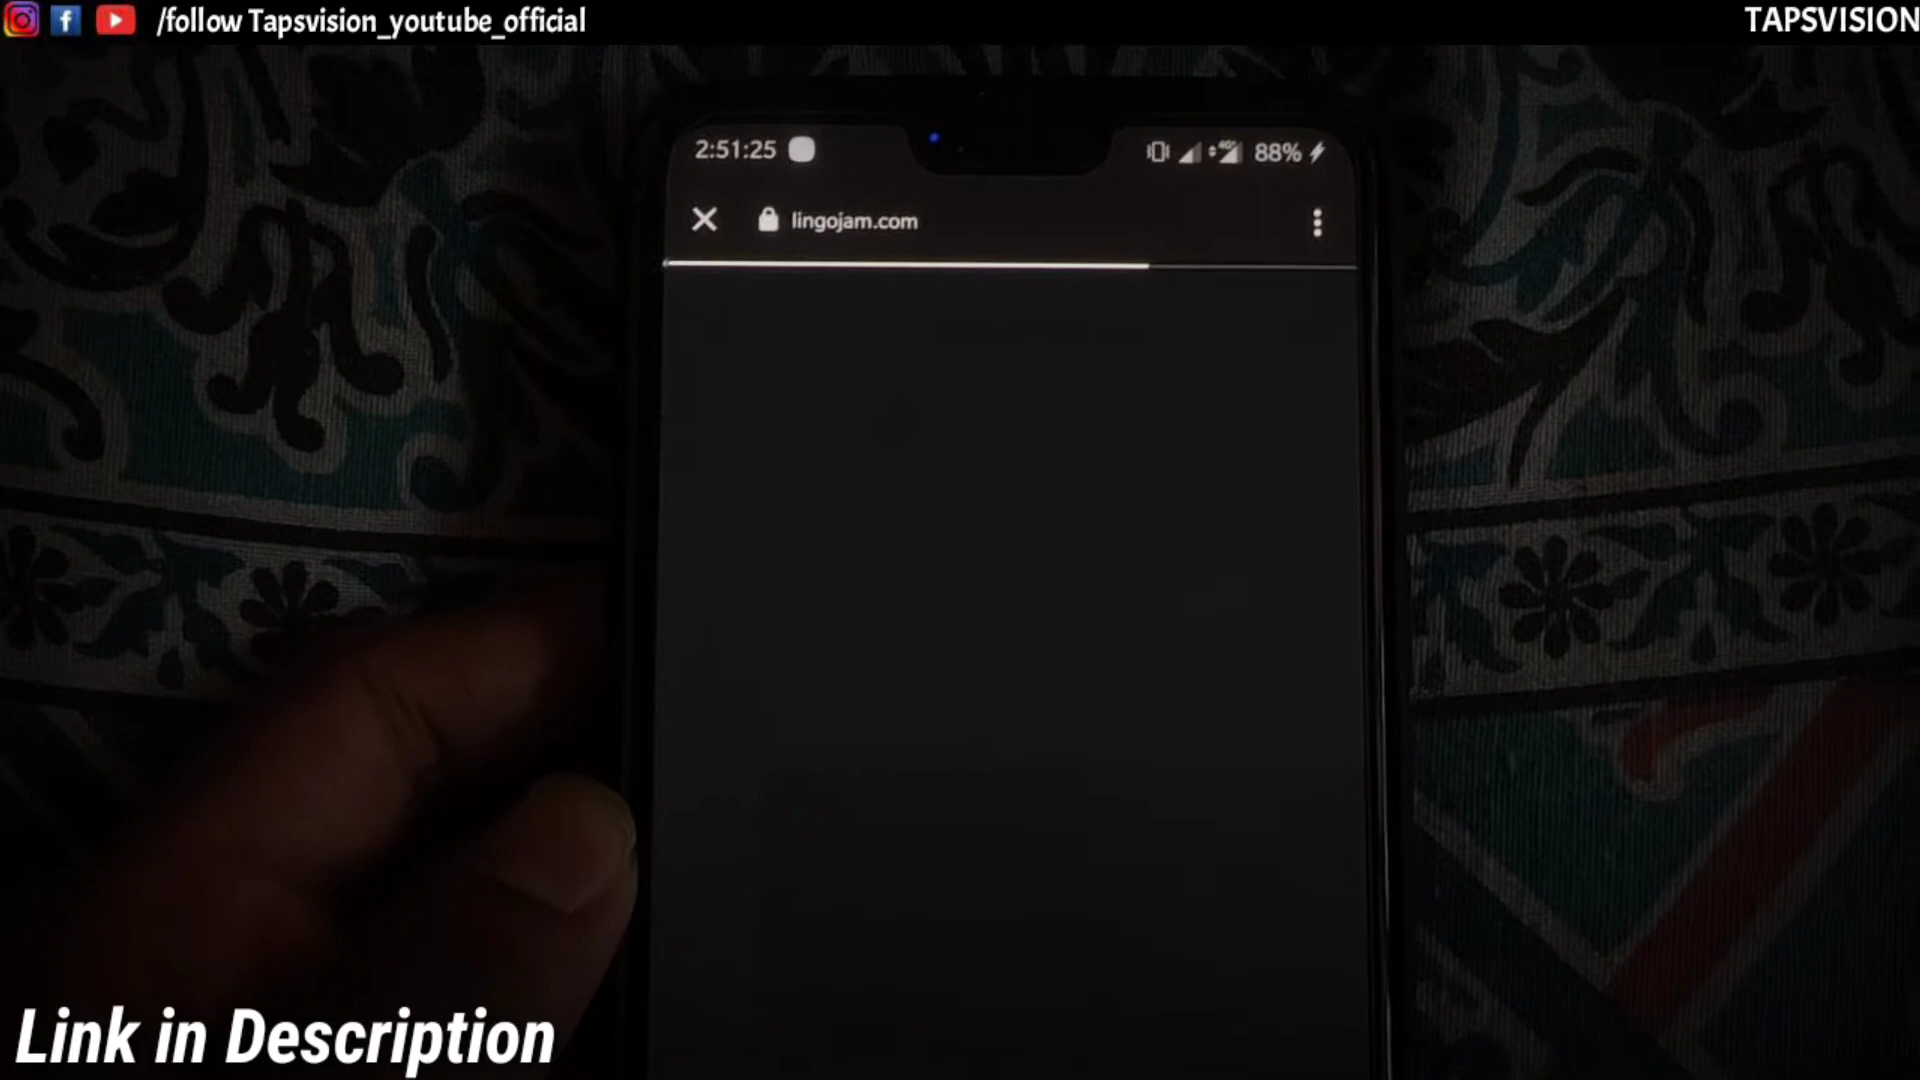 /follow Tapsvision_youtube_official
TAPSVISION
2:51:25
88%
lingojam.com
Link in Description